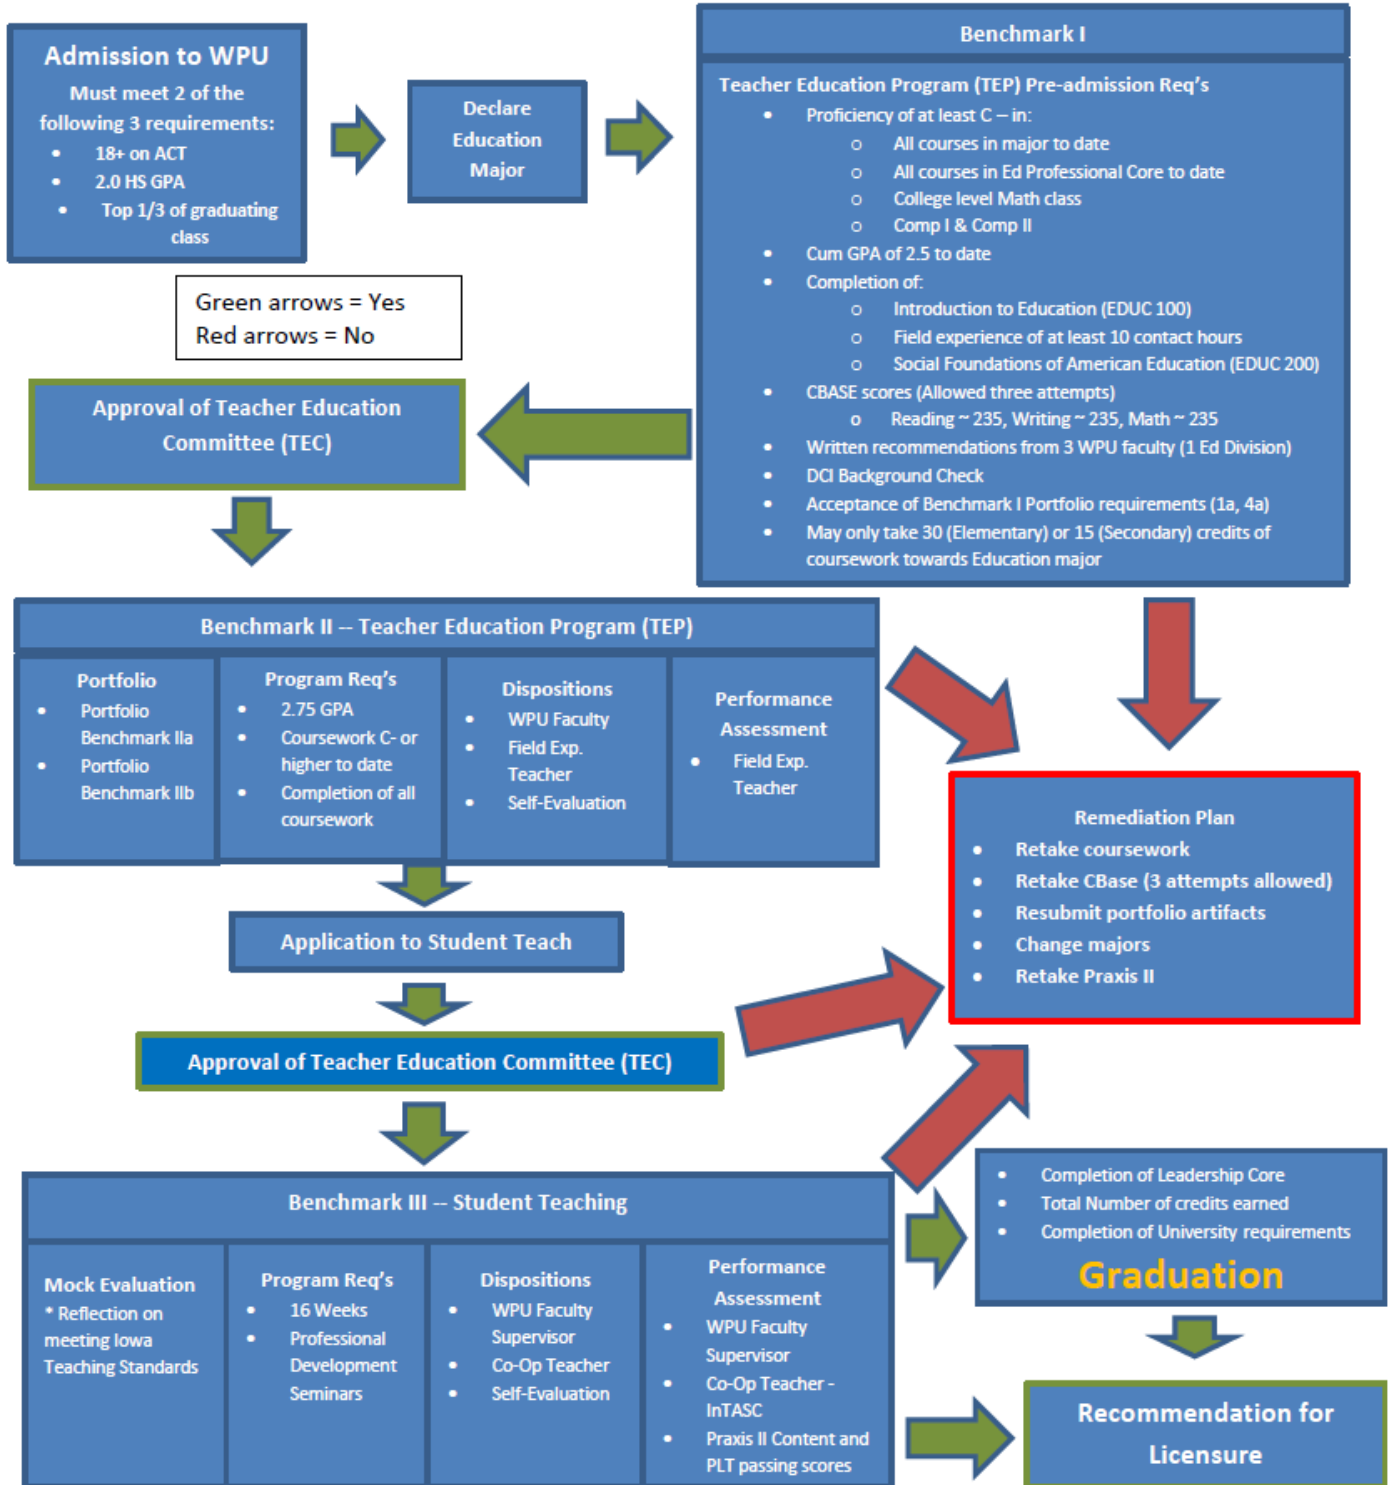 Admission to WPU
Must meet 2 of the
following 3 requirements:
• 18+ on ACT
• 2.0 HS GPA
• Top 1/3 of graduating
class
Declare
Education
Major
Benchmark I
Teacher Education Program (TEP) Pre-admission Req's
• Proficiency of at least C – in:
o All courses in major to date
o All courses in Ed Professional Core to date
o College level Math class
o Comp I & Comp II
• Cum GPA of 2.5 to date
• Completion of:
o Introduction to Education (EDUC 100)
o Field experience of at least 10 contact hours
o Social Foundations of American Education (EDUC 200)
• CBASE scores (Allowed three attempts)
o Reading ~ 235, Writing ~ 235, Math ~ 235
• Written recommendations from 3 WPU faculty (1 Ed Division)
• DCI Background Check
• Acceptance of Benchmark I Portfolio requirements (1a, 4a)
• May only take 30 (Elementary) or 15 (Secondary) credits of
coursework towards Education major
Green arrows = Yes
Red arrows = No
Approval of Teacher Education
Committee (TEC)
Benchmark II -- Teacher Education Program (TEP)
Portfolio
• Portfolio
Benchmark IIa
• Portfolio
Benchmark IIb
Program Req's
• 2.75 GPA
• Coursework C- or
higher to date
• Completion of all
coursework
Dispositions
• WPU Faculty
• Field Exp.
Teacher
• Self-Evaluation
Performance
Assessment
• Field Exp.
Teacher
Remediation Plan
• Retake coursework
• Retake CBase (3 attempts allowed)
• Resubmit portfolio artifacts
• Change majors
• Retake Praxis II
Application to Student Teach
Approval of Teacher Education Committee (TEC)
Benchmark III -- Student Teaching
Mock Evaluation
* Reflection on
meeting Iowa
Teaching Standards
Program Req's
• 16 Weeks
• Professional
Development
Seminars
Dispositions
• WPU Faculty
Supervisor
• Co-Op Teacher
• Self-Evaluation
Performance
Assessment
• WPU Faculty
Supervisor
• Co-Op Teacher -
InTASC
• Praxis II Content and
PLT passing scores
• Completion of Leadership Core
• Total Number of credits earned
• Completion of University requirements
Graduation
Recommendation for
Licensure